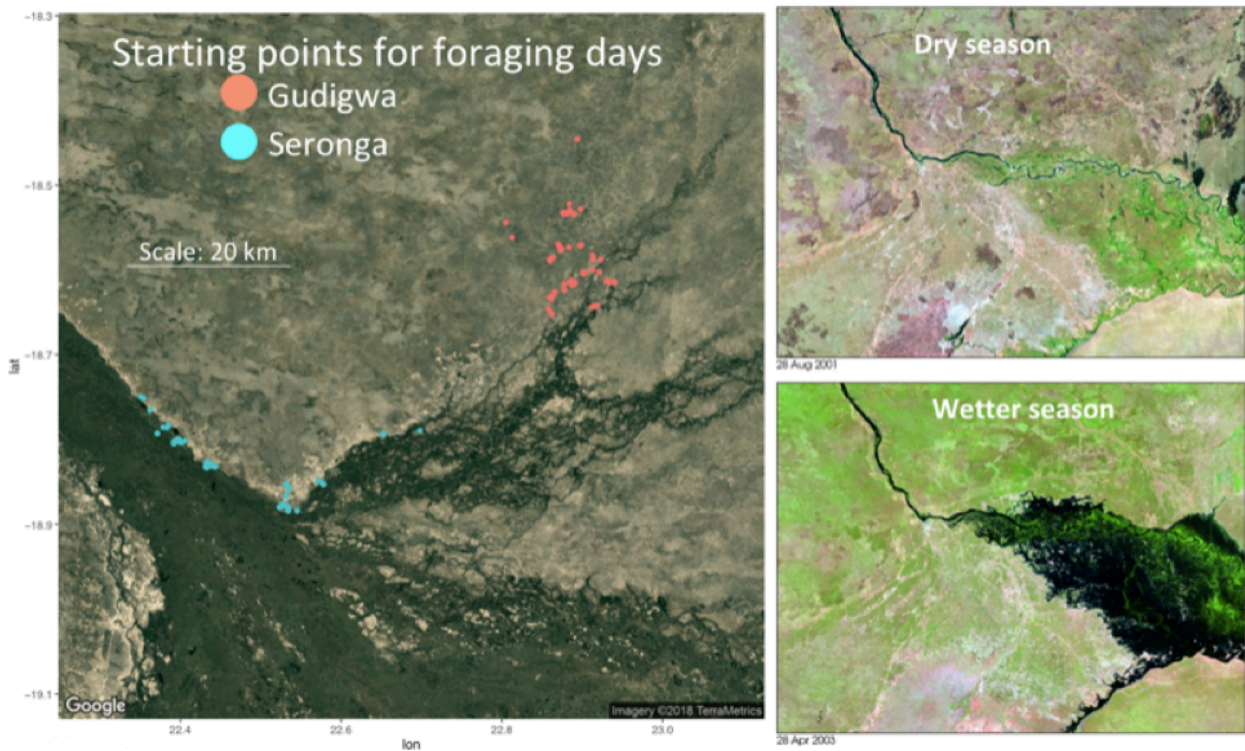 Starting points for foraging days
Gudigwa
Seronga
Scale: 20 km
−18.3
−18.5
−18.7
−18.9
−19.1
lat
22.4
22.6
22.8
23.0
lon
Google
Imagery ©2018 TerraMetrics
Dry season
28 Aug 2001
Wetter season
28 Apr 2003